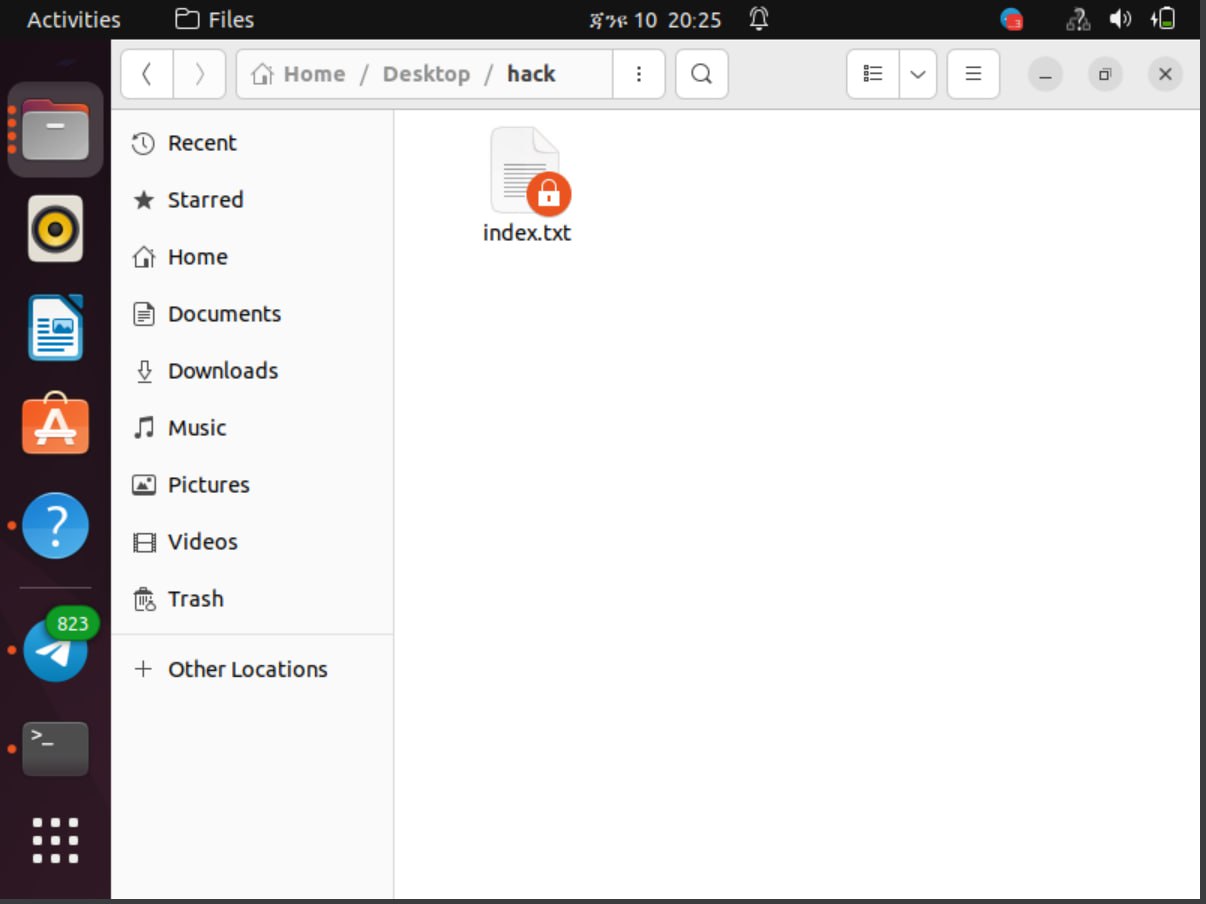 Activities Files ጃንዩ 10 20:25
3
Home / Desktop / hack
Recent
Starred
Home
Documents
Downloads
Music
Pictures
Videos
Trash
Other Locations
index.txt
823
>_